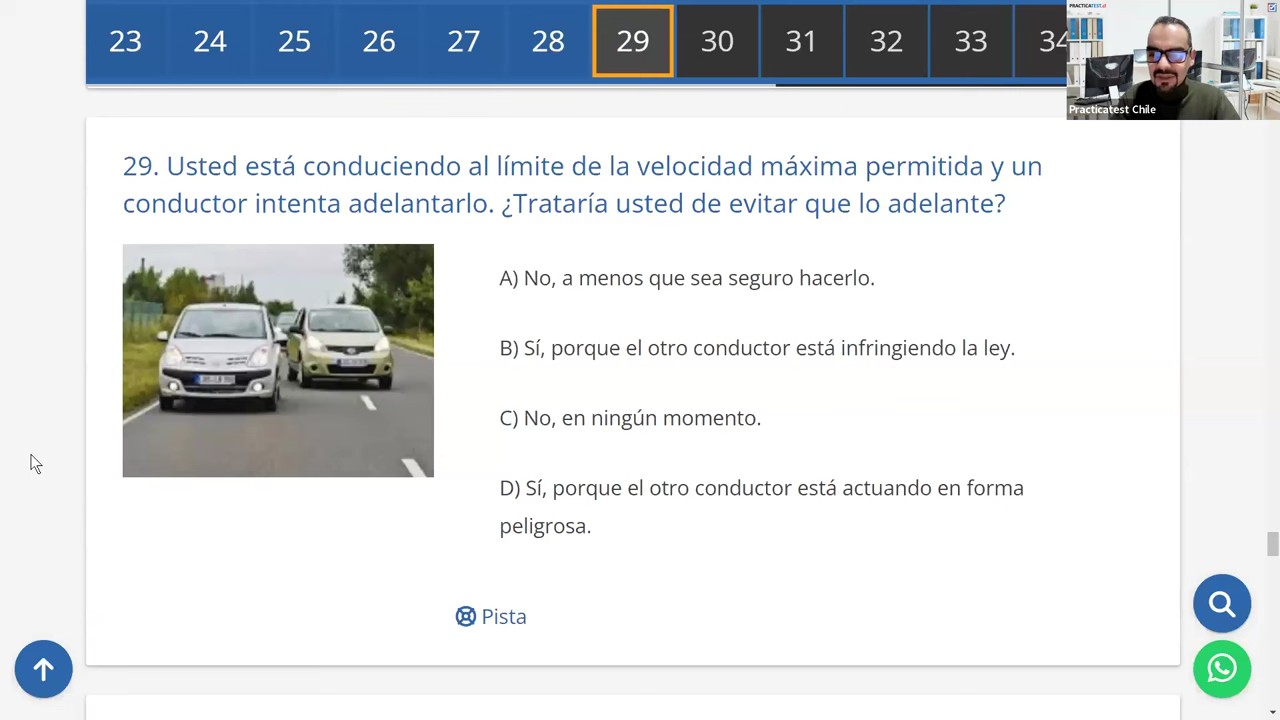 23 24 25 26 27 28 29 30 31 32 33 34
PRACTICATEST.cl
Practicatest Chile
29. Usted está conduciendo al límite de la velocidad máxima permitida y un
conductor intenta adelantarlo. ¿Trataría usted de evitar que lo adelante?
A) No, a menos que sea seguro hacerlo.
B) Sí, porque el otro conductor está infringiendo la ley.
C) No, en ningún momento.
D) Sí, porque el otro conductor está actuando en forma
peligrosa.
Pista